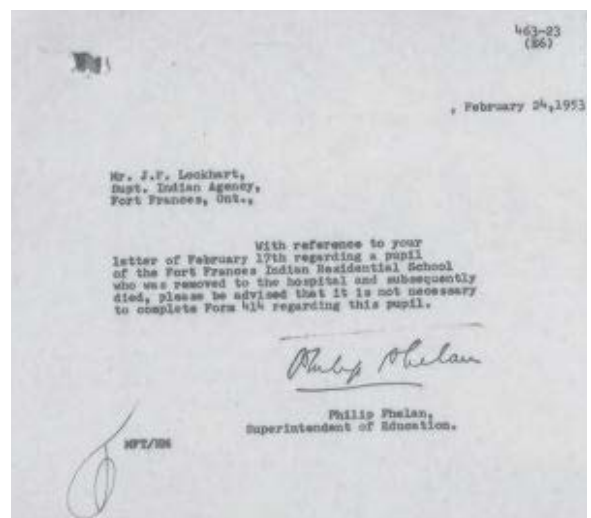 463-23
(E6)
, February 24,1953
Mr. J.F. Lockhart,
Supt. Indian Agency,
Fort Frances, Ont.,
With reference to your
letter of February 17th regarding a pupil
of the Fort Frances Indian Residential School
who was removed to the hospital and subsequently
died, please be advised that it is not necessary
to complete Form 414 regarding this pupil.
Philip Phelan
Philip Phelan,
Superintendent of Education.